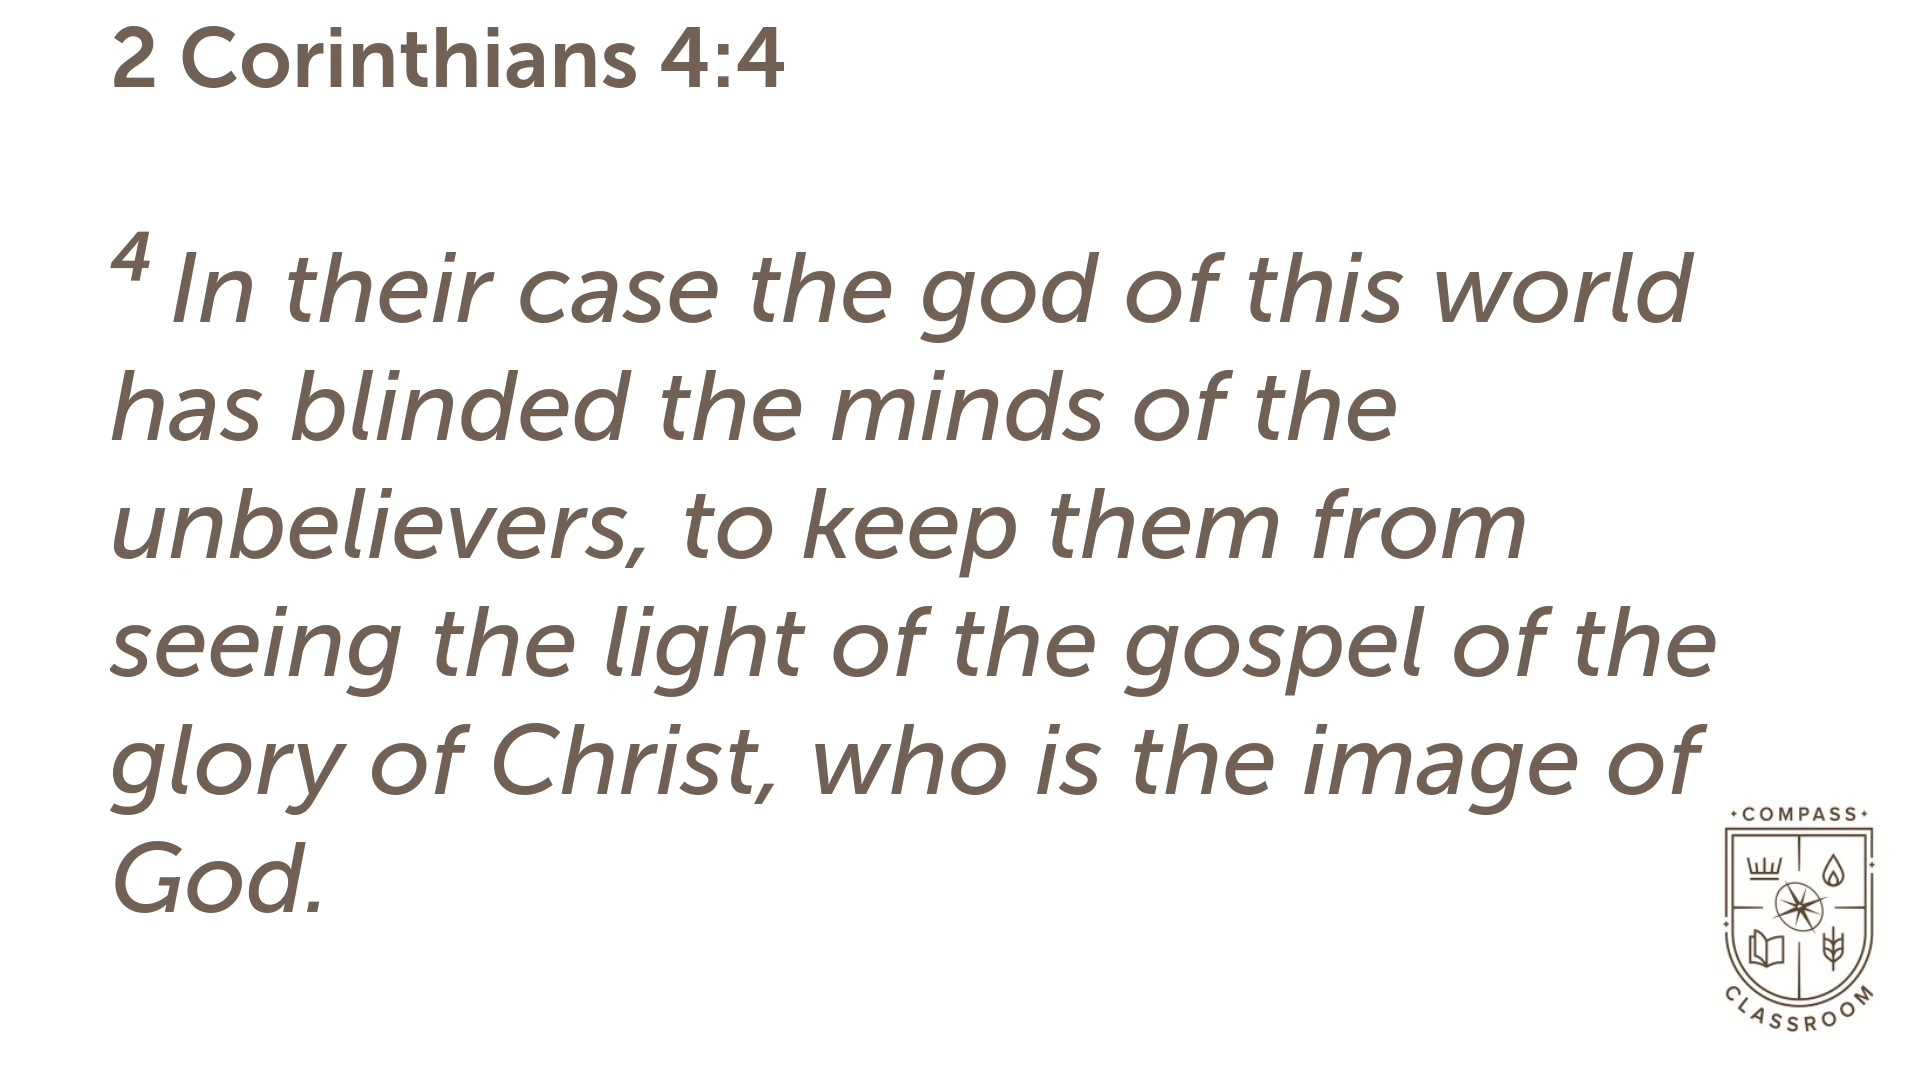 2 Corinthians 4:4
4 In their case the god of this world
has blinded the minds of the
unbelievers, to keep them from
seeing the light of the gospel of the
glory of Christ, who is the image of
God.
COMPASS
CLASSROOM